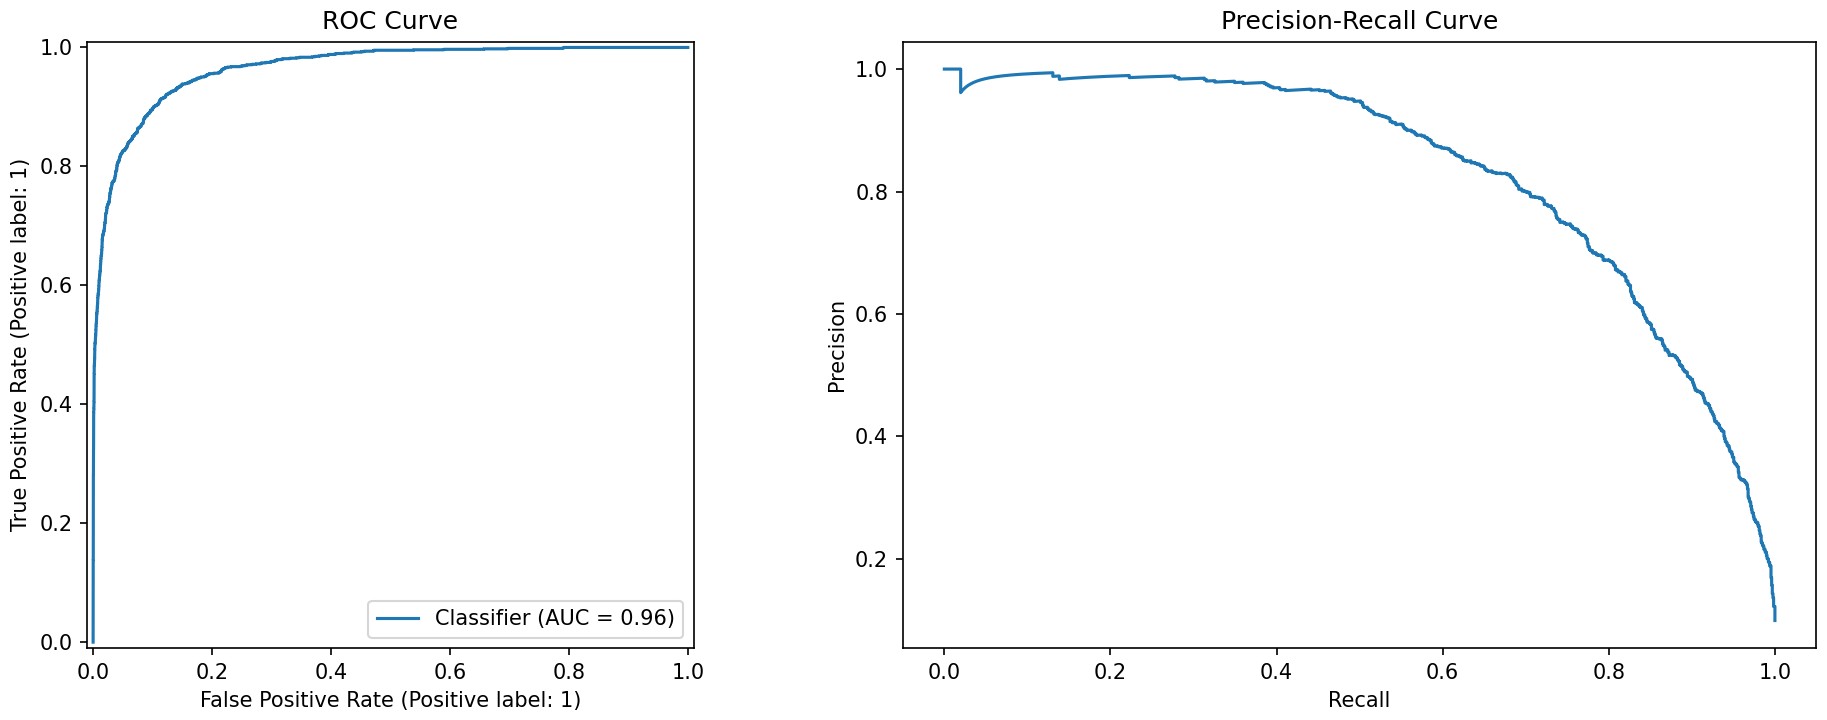 ROC Curve
True Positive Rate (Positive label: 1)
1.0
0.8
0.6
0.4
0.2
0.0
Classifier (AUC = 0.96)
0.0 0.2 0.4 0.6 0.8 1.0
False Positive Rate (Positive label: 1)
Precision-Recall Curve
Precision
1.0
0.8
0.6
0.4
0.2
0.0 0.2 0.4 0.6 0.8 1.0
Recall